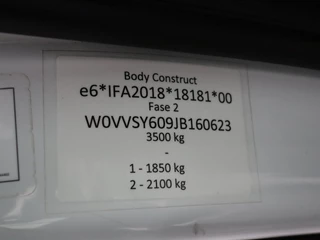 Body Construct
e6*IFA2018*18181*00
Fase 2
W0VVSY609JB160623
3500 kg
-
1 - 1850 kg
2 - 2100 kg